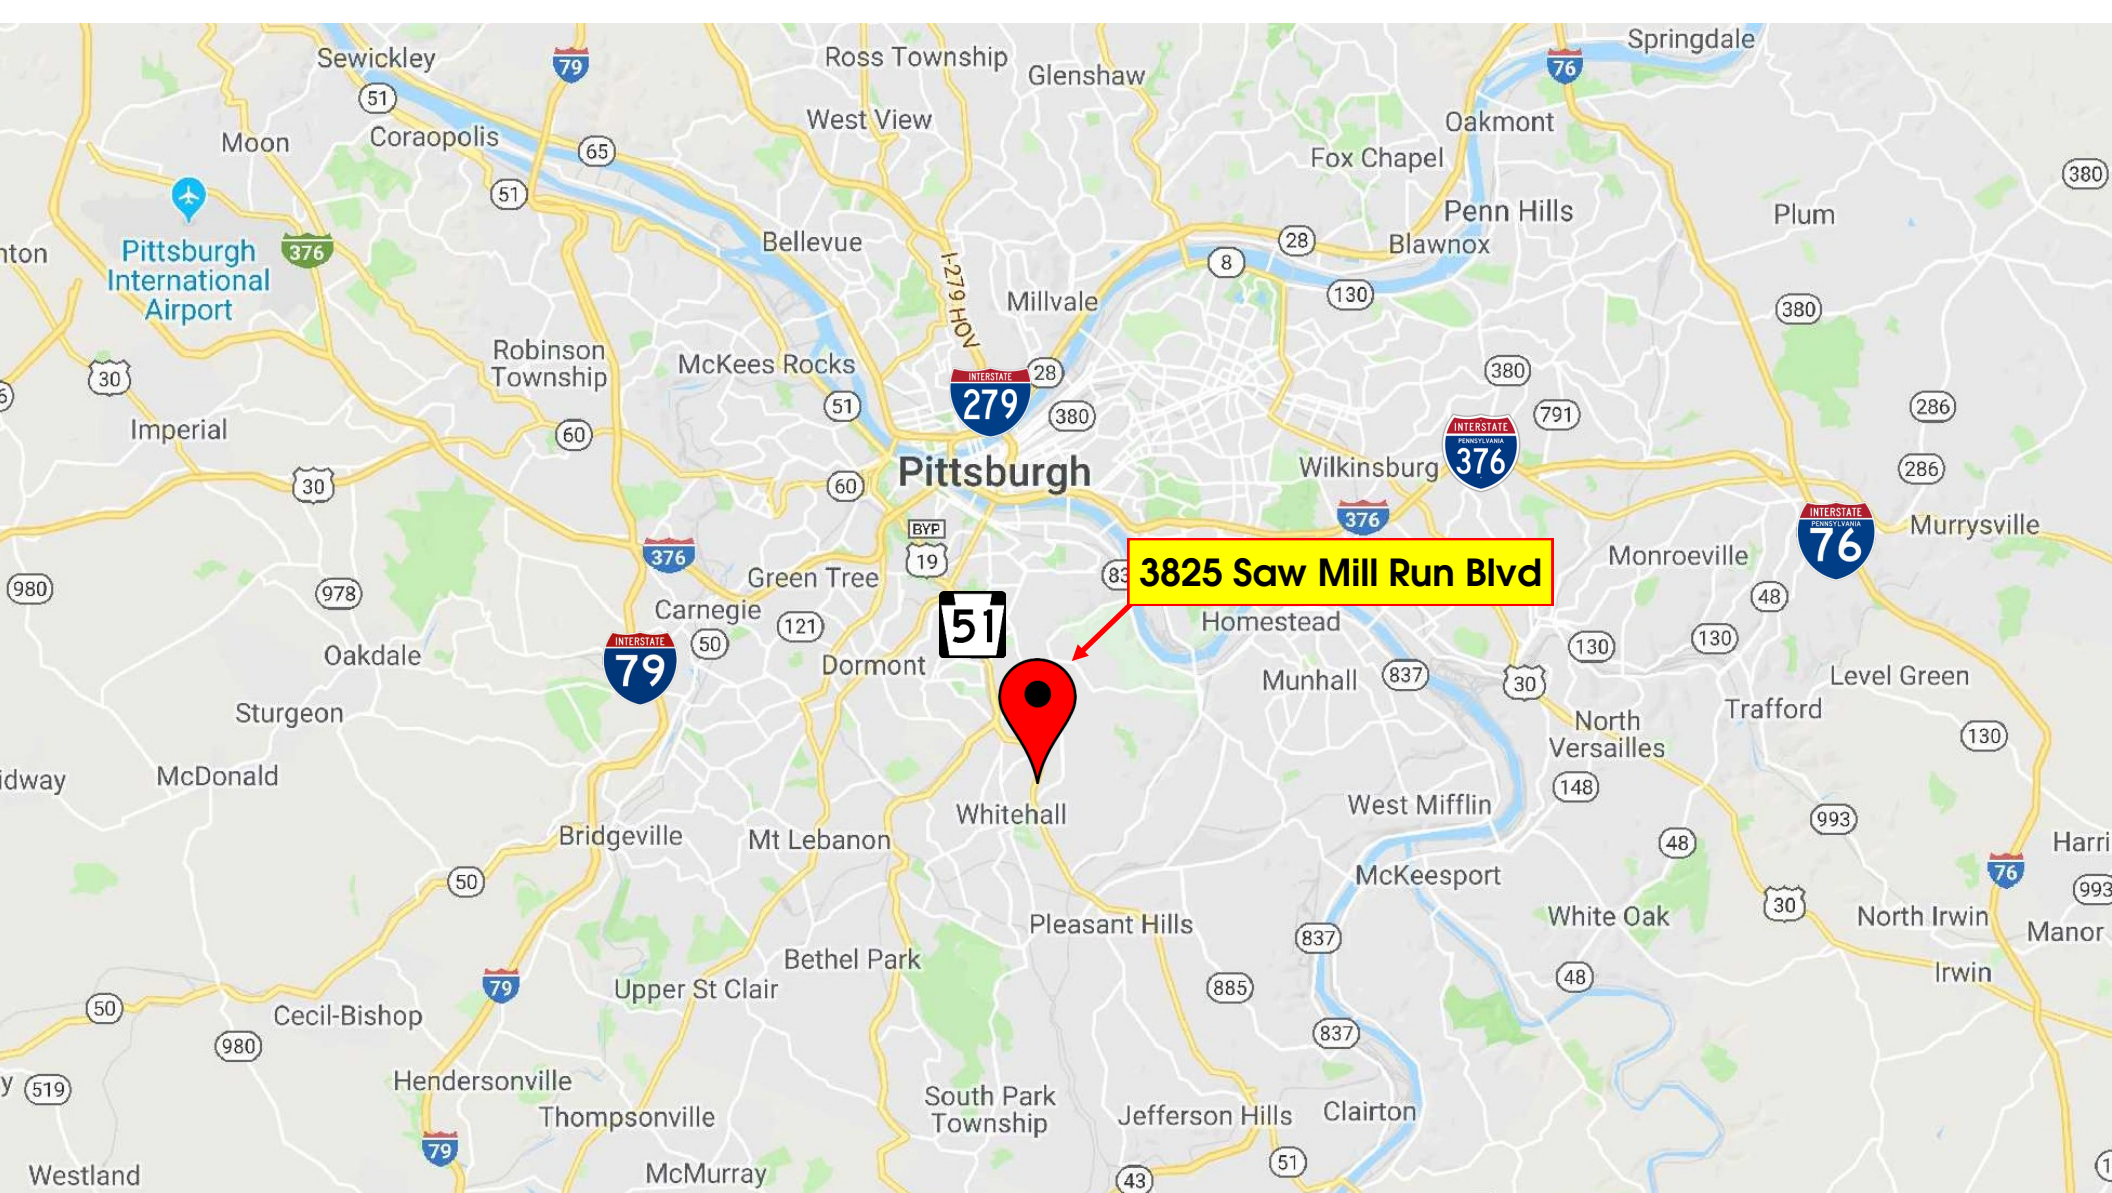 Springdale
Sewickley
79
Ross Township
Glenshaw
76
51
West View
Oakmont
Moon
Coraopolis
65
Fox Chapel
380
51
Penn Hills
Plum
Pittsburgh
International
Airport
376
Bellevue
28
Blawnox
8
I-279 HOV
Millvale
130
380
Robinson
Township
McKees Rocks
30
28
380
INTERSTATE
279
51
380
791
286
Imperial
60
INTERSTATE
PENNSYLVANIA
376
Pittsburgh
Wilkinsburg
286
30
60
376
INTERSTATE
PENNSYLVANIA
76
Murrysville
BYP
19
376
Monroeville
3825 Saw Mill Run Blvd
980
978
Green Tree
48
Carnegie
51
121
50
Homestead
130
130
INTERSTATE
79
Oakdale
Dormont
Munhall
837
30
Level Green
Sturgeon
North
Versailles
Trafford
130
McDonald
148
Whitehall
West Mifflin
993
Bridgeville
Mt Lebanon
48
50
McKeesport
76
White Oak
30
North Irwin
Pleasant Hills
837
Manor
Bethel Park
Irwin
79
Upper St Clair
885
48
50
Cecil-Bishop
837
980
519
Hendersonville
South Park
Township
Thompsonville
Jefferson Hills
Clairton
79
51
Westland
McMurray
43